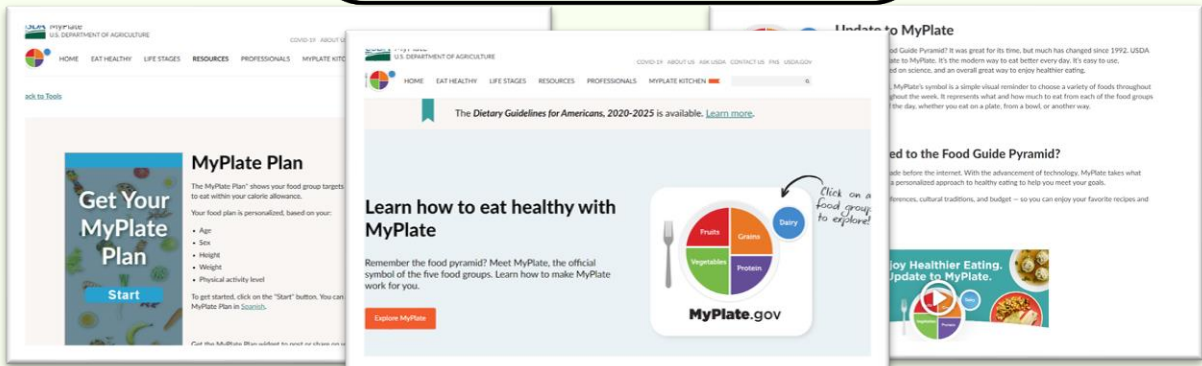 MyPlate
U.S. DEPARTMENT OF AGRICULTURE
COVID-19 ABOUT US
HOME EAT HEALTHY LIFE STAGES RESOURCES PROFESSIONALS MYPLATE KITC
ack to Tools
Get Your
MyPlate
Plan
Start
MyPlate Plan
The MyPlate Plan* shows your food group targets
to eat within your calorie allowance.
Your food plan is personalized, based on your:
• Age
• Sex
• Height
• Weight
• Physical activity level
To get started, click on the "Start" button. You can
MyPlate Plan in Spanish.
Get the MyPlate Plan widget to post or share on
U.S. DEPARTMENT OF AGRICULTURE
COVID-19 ABOUT US ASK USDA CONTACT US FNS USDA.GOV
HOME EAT HEALTHY LIFE STAGES RESOURCES PROFESSIONALS MYPLATE KITCHEN
The Dietary Guidelines for Americans, 2020-2025 is available. Learn more.
Learn how to eat healthy with
MyPlate
Remember the food pyramid? Meet MyPlate, the official
symbol of the five food groups. Learn how to make MyPlate
work for you.
Explore MyPlate
Click on a
food group
to explore!
Dairy
Fruits
Grains
Vegetables
Protein
MyPlate.gov
Update to MyPlate
od Guide Pyramid? It was great for its time, but much has changed since 1992. USDA
ate to MyPlate. It's the modern way to eat better every day. It's easy to use,
ed on science, and an overall great way to enjoy healthier eating.
MyPlate's symbol is a simple visual reminder to choose a variety of foods throughout
ghout the week. It represents what and how much to eat from each of the food groups
the day, whether you eat on a plate, from a bowl, or another way.
ed to the Food Guide Pyramid?
ade before the internet. With the advancement of technology, MyPlate takes what
a personalized approach to healthy eating to help you meet your goals.
ferences, cultural traditions, and budget — so you can enjoy your favorite recipes and
joy Healthier Eating.
Update to MyPlate.
Dairy